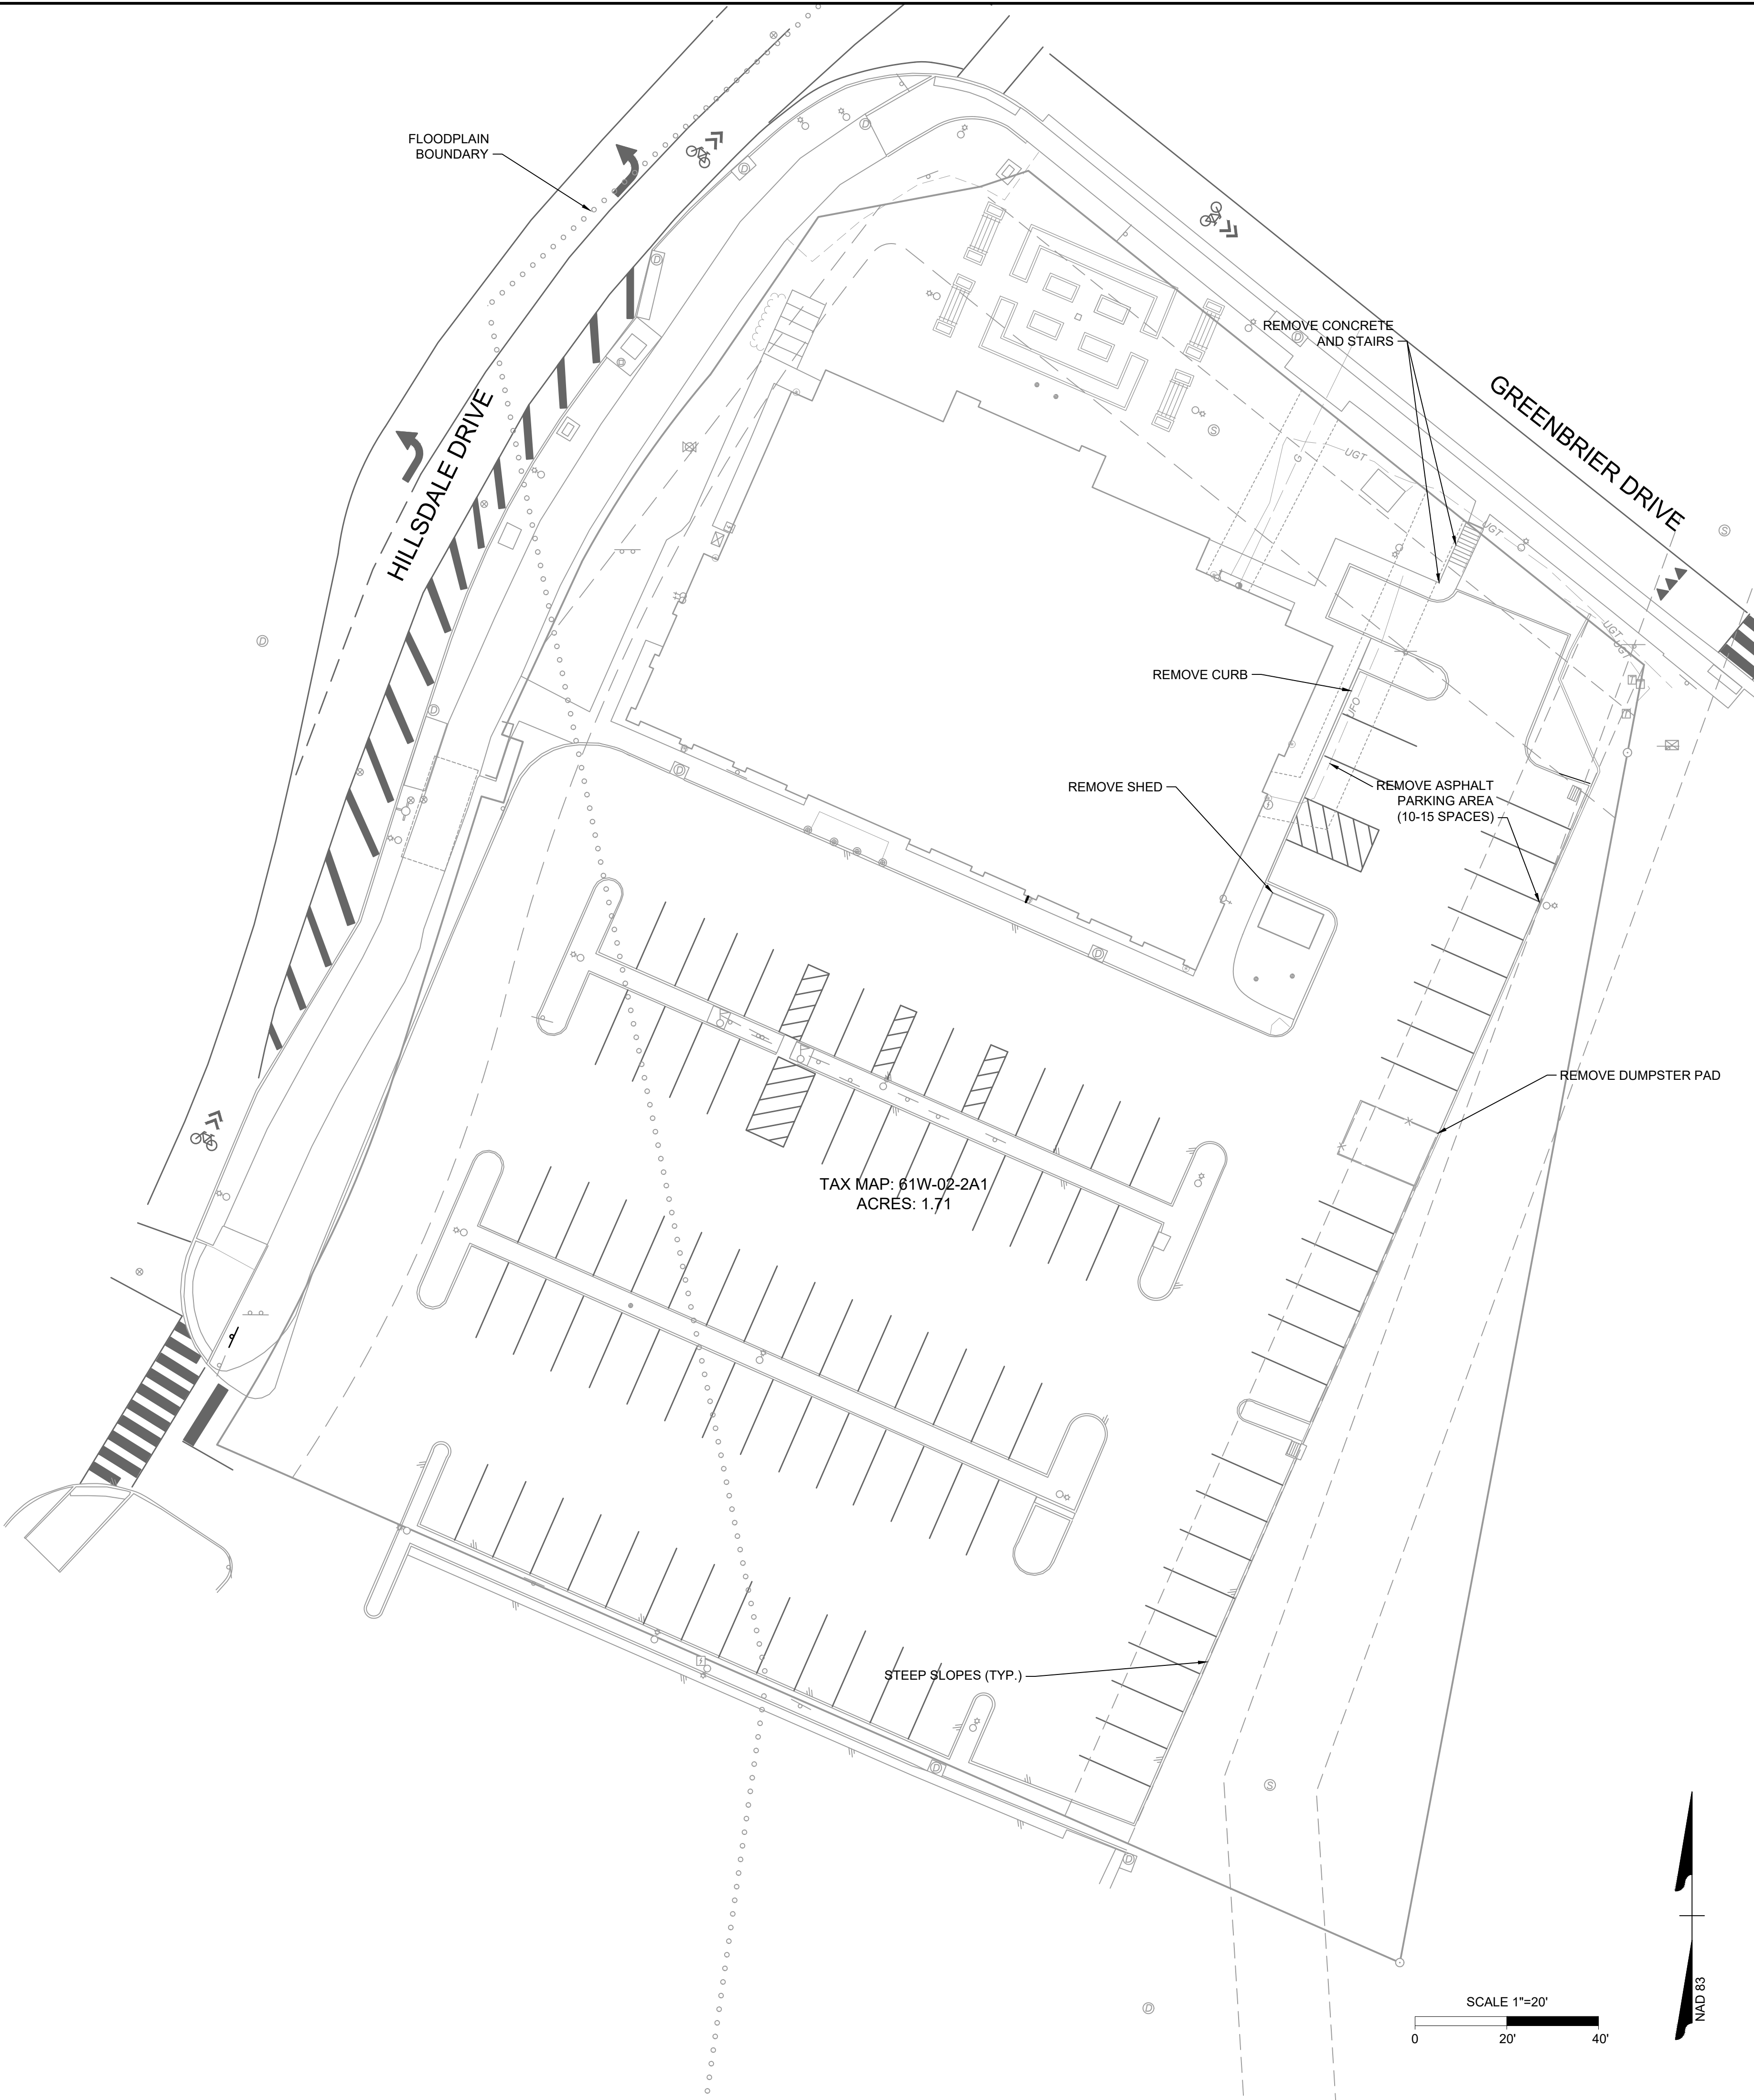 FLOODPLAIN
BOUNDARY
D
D
D
D
HILLSDALE DRIVE
D
REMOVE CONCRETE
AND STAIRS
GREENBRIER DRIVE
S
G
UGT
UGT
S
UGT
UGT
D
D
REMOVE CURB
UFO
REMOVE SHED
REMOVE ASPHALT
PARKING AREA
(10-15 SPACES)
D
D
REMOVE DUMPSTER PAD
TAX MAP: 61W-02-2A1
ACRES: 1.71
STEEP SLOPES (TYP.)
D
S
D
D
NAD 83
SCALE 1"=20'
0
20'
40'